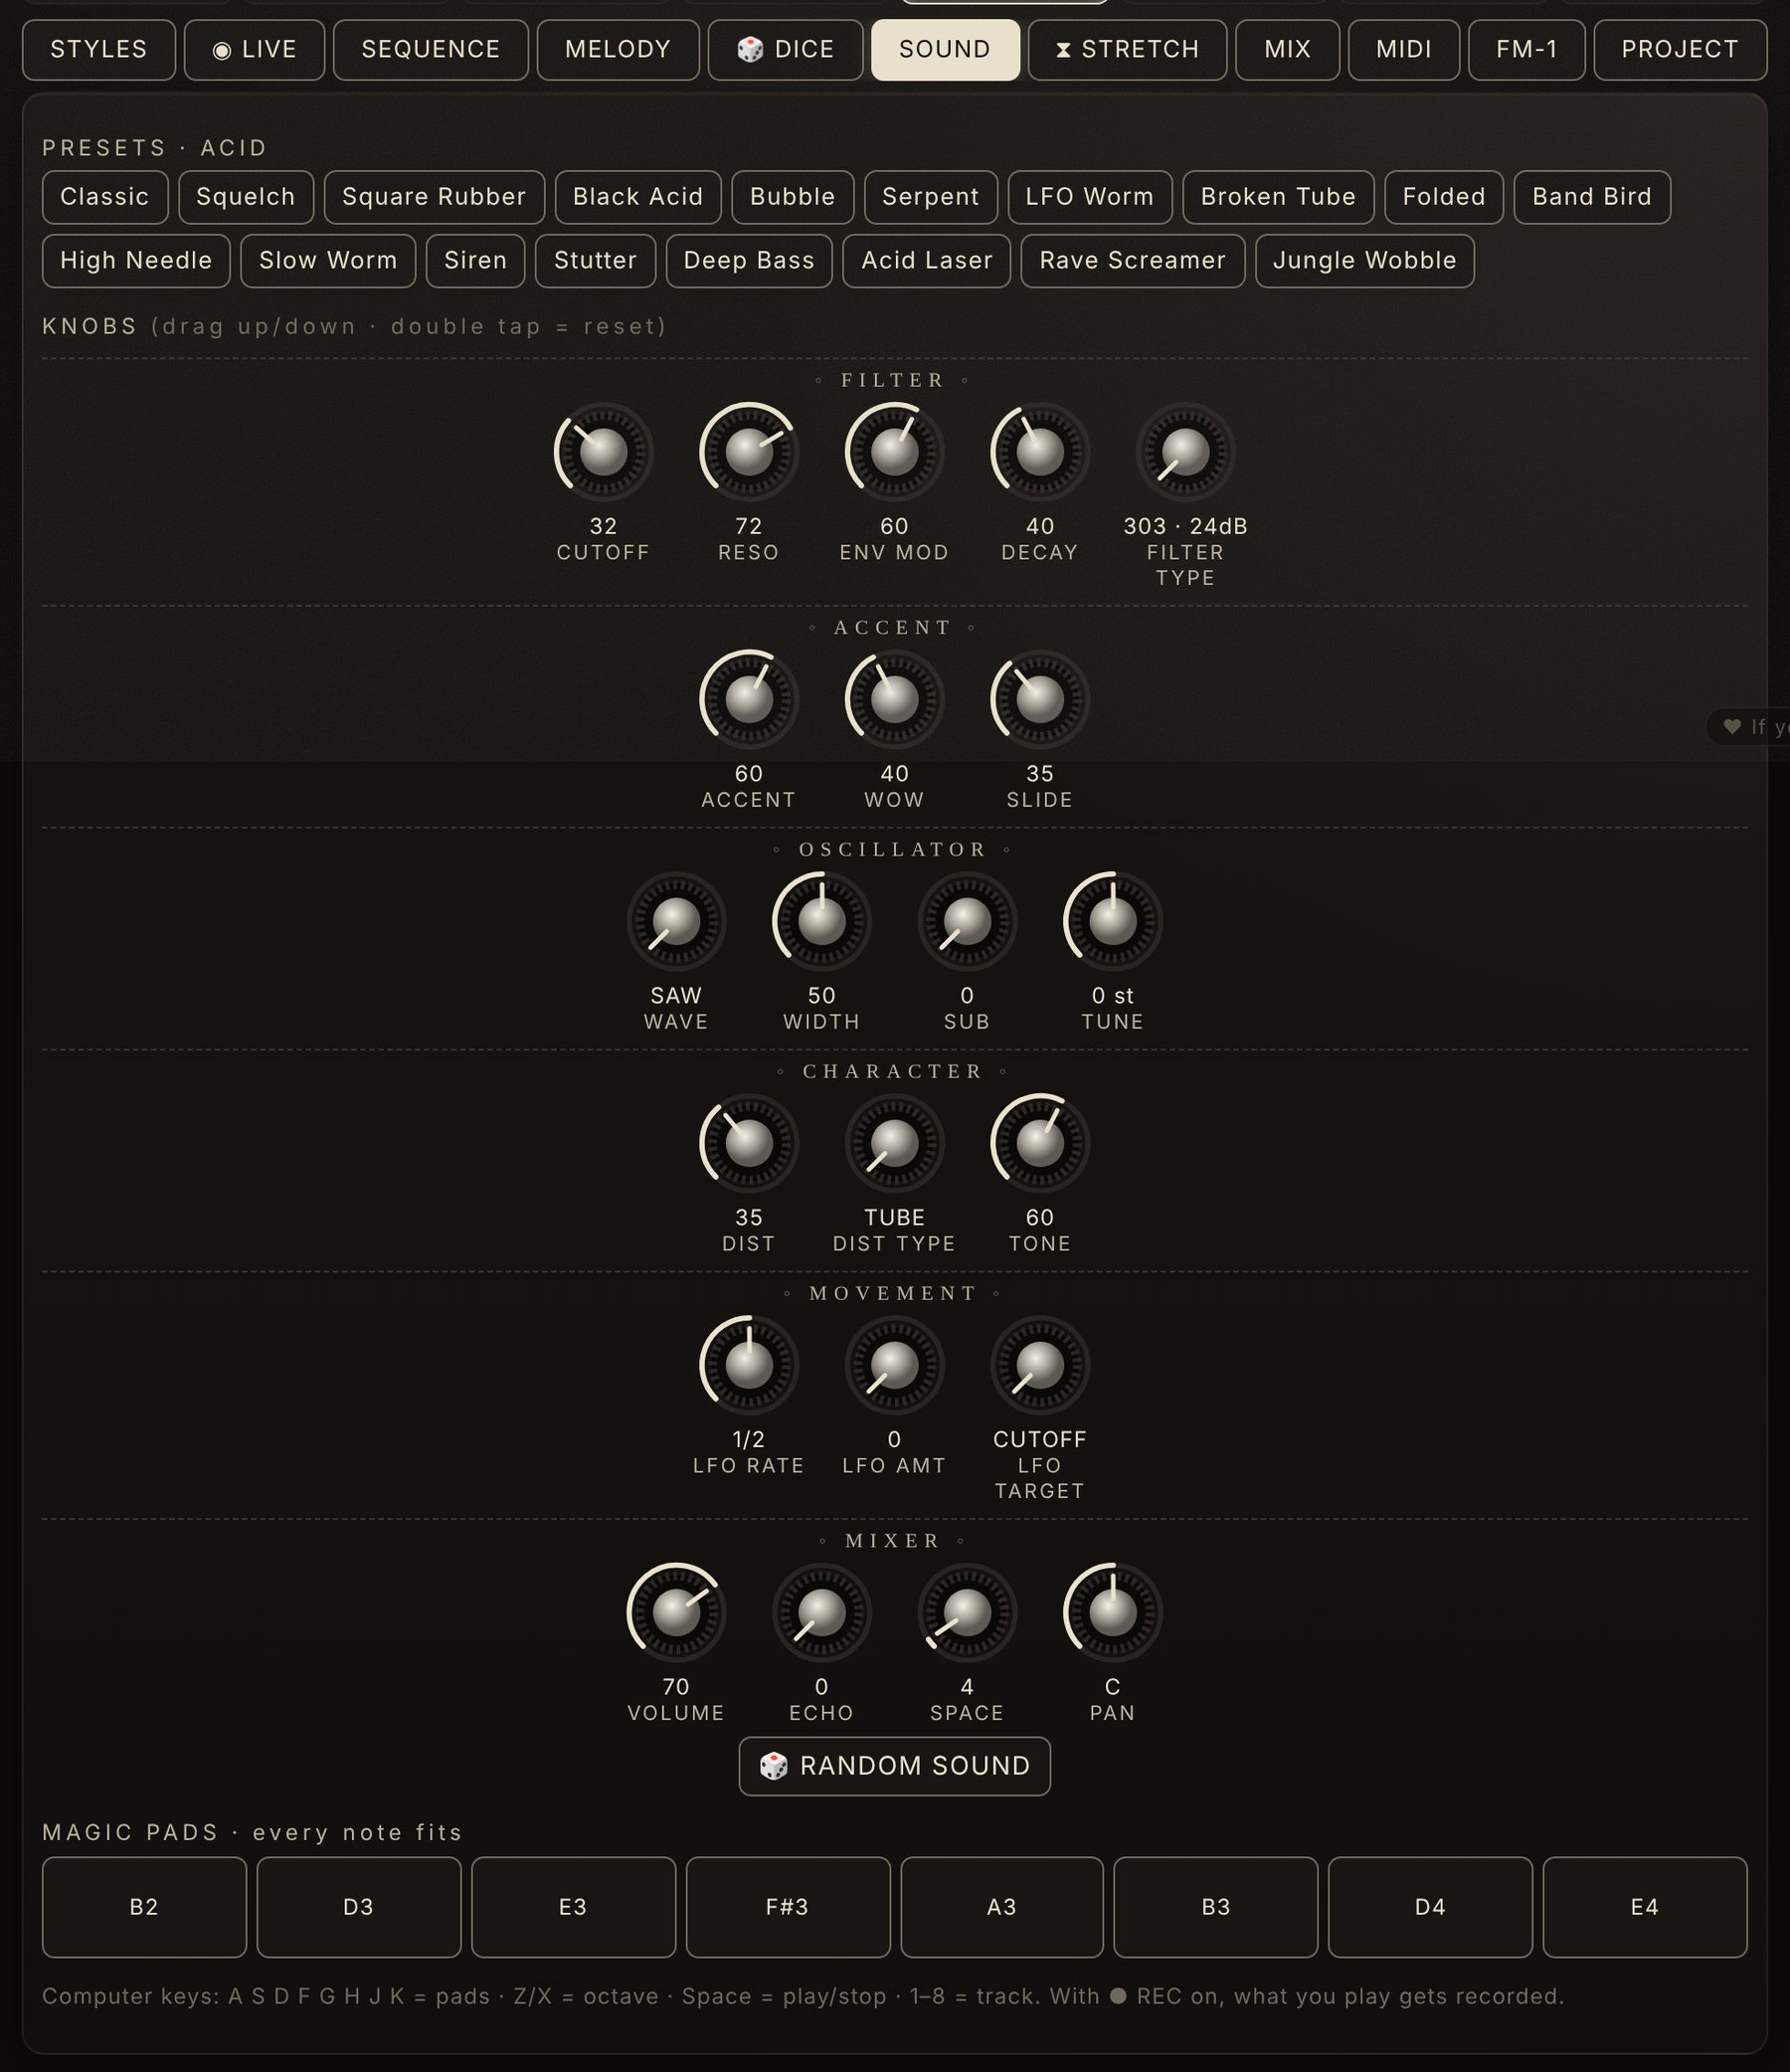 STYLES ◉ LIVE SEQUENCE MELODY 🎲 DICE SOUND ⧗ STRETCH MIX MIDI FM-1 PROJECT
PRESETS · ACID
Classic Squelch Square Rubber Black Acid Bubble Serpent LFO Worm Broken Tube Folded Band Bird
High Needle Slow Worm Siren Stutter Deep Bass Acid Laser Rave Screamer Jungle Wobble
KNOBS (drag up/down · double tap = reset)
◦ FILTER ◦
32 72 60 40 303 · 24dB
CUTOFF RESO ENV MOD DECAY FILTER
TYPE
◦ ACCENT ◦
♥ If
60 40 35
ACCENT WOW SLIDE
◦ OSCILLATOR ◦
SAW 50 0 0 st
WAVE WIDTH SUB TUNE
◦ CHARACTER ◦
35 TUBE 60
DIST DIST TYPE TONE
◦ MOVEMENT ◦
1/2 0 CUTOFF
LFO RATE LFO AMT LFO
TARGET
◦ MIXER ◦
70 0 4 C
VOLUME ECHO SPACE PAN
🎲 RANDOM SOUND
MAGIC PADS · every note fits
B2 D3 E3 F#3 A3 B3 D4 E4
Computer keys: A S D F G H J K = pads · Z/X = octave · Space = play/stop · 1–8 = track. With ● REC on, what you play gets recorded.